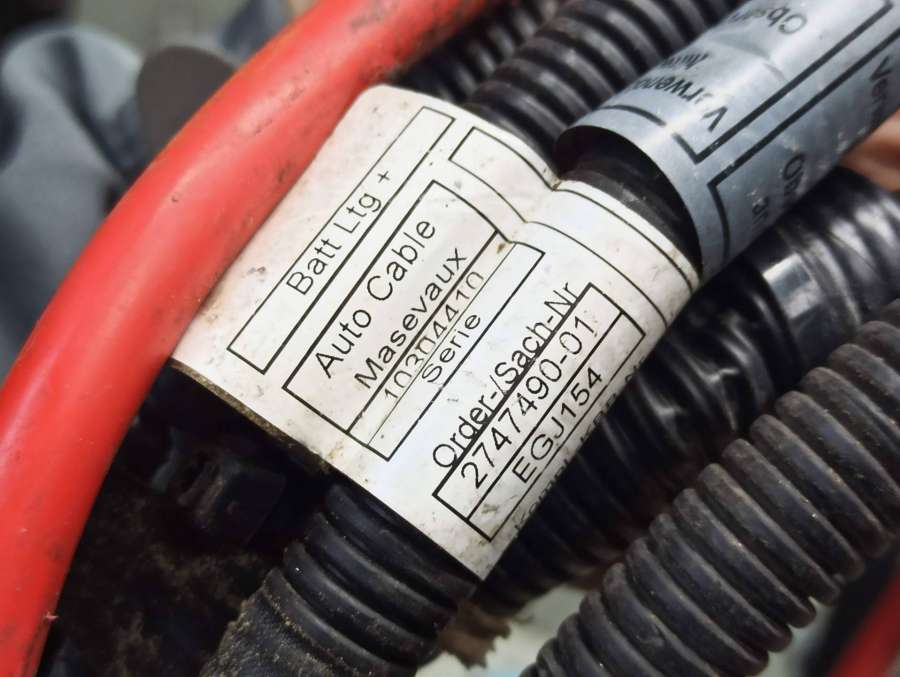 Batt Ltg +
Auto Cable
Masevaux
10304410
Serie
Order-/Sach-Nr
2747490-01
EGJ154